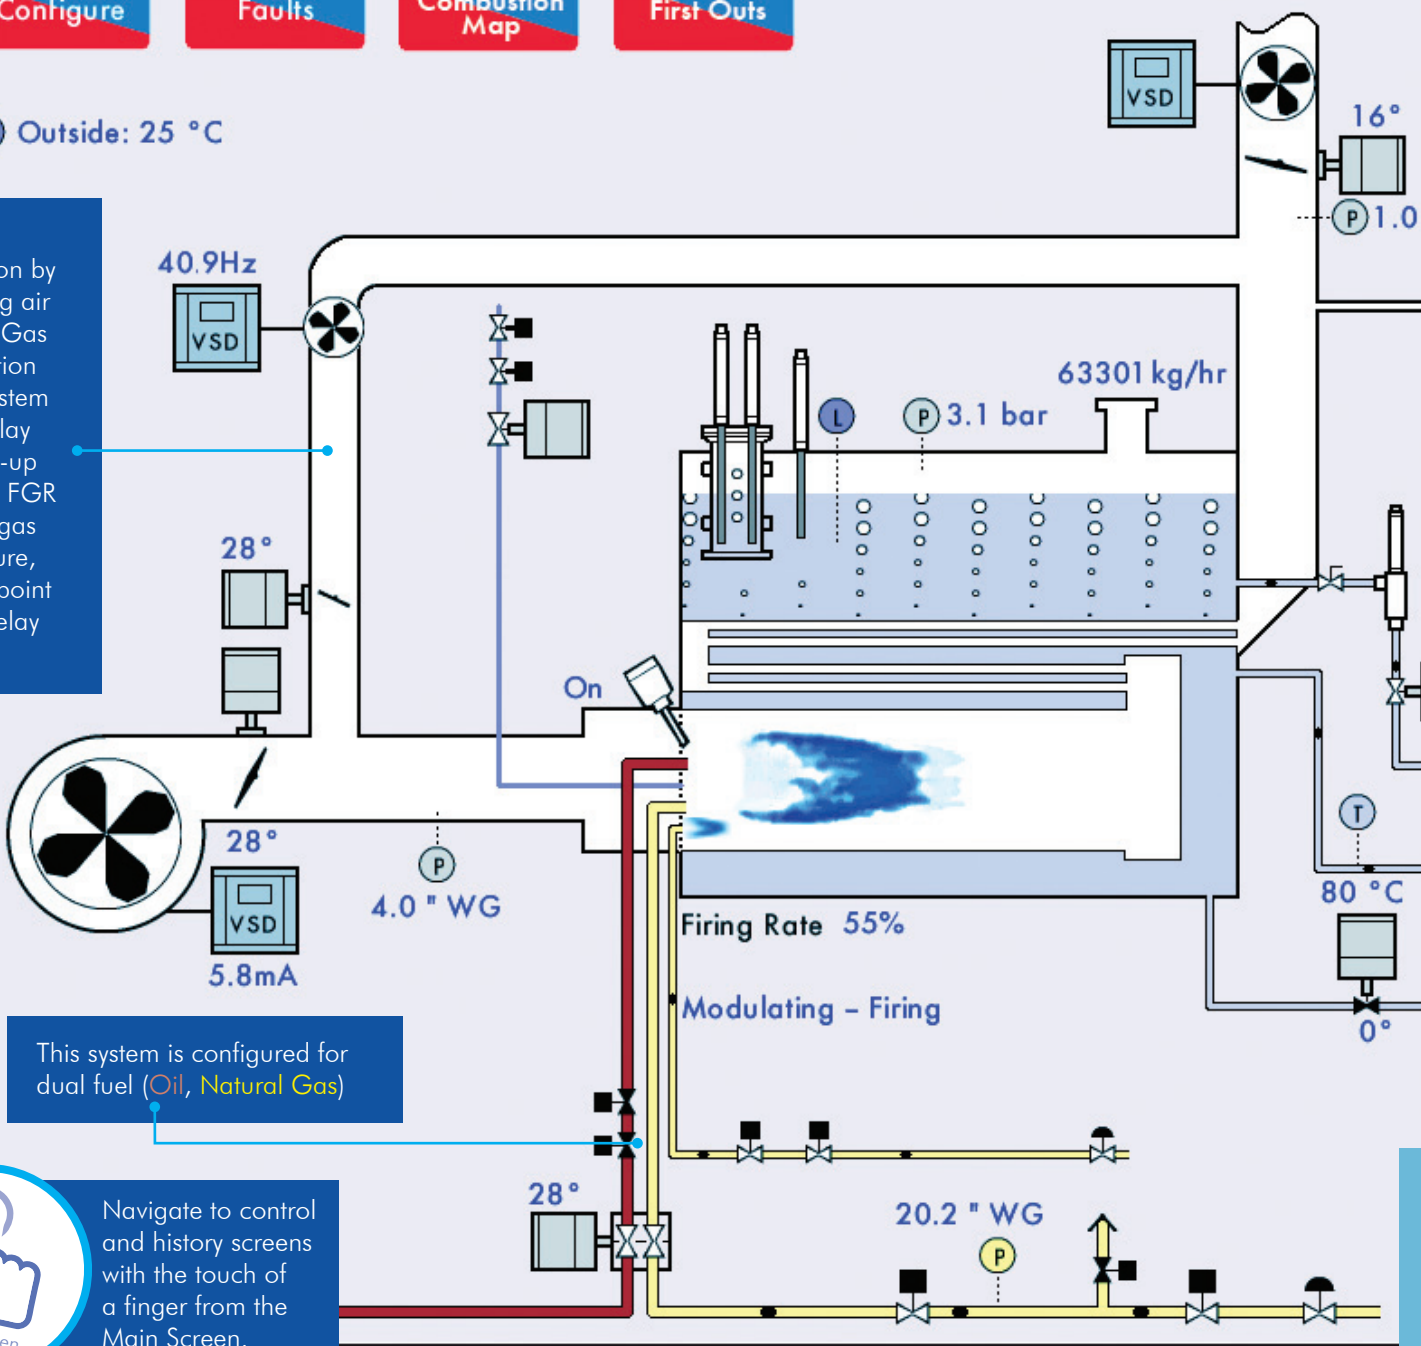 Configure
Faults
Combustion
Map
First Outs
Outside: 25 °C
VSD
16°
P 1.0
40.9Hz
VSD
on by
g air
Gas
tion
stem
lay
-up
FGR
gas
ure,
point
elay
63301 kg/hr
L
P 3.1 bar
28°
On
28°
P
4.0 " WG
VSD
5.8mA
T
80 °C
0°
Firing Rate 55%
Modulating – Firing
This system is configured for
dual fuel (Oil, Natural Gas)
28°
20.2 " WG
P
Navigate to control
and history screens
with the touch of
a finger from the
Main Screen.